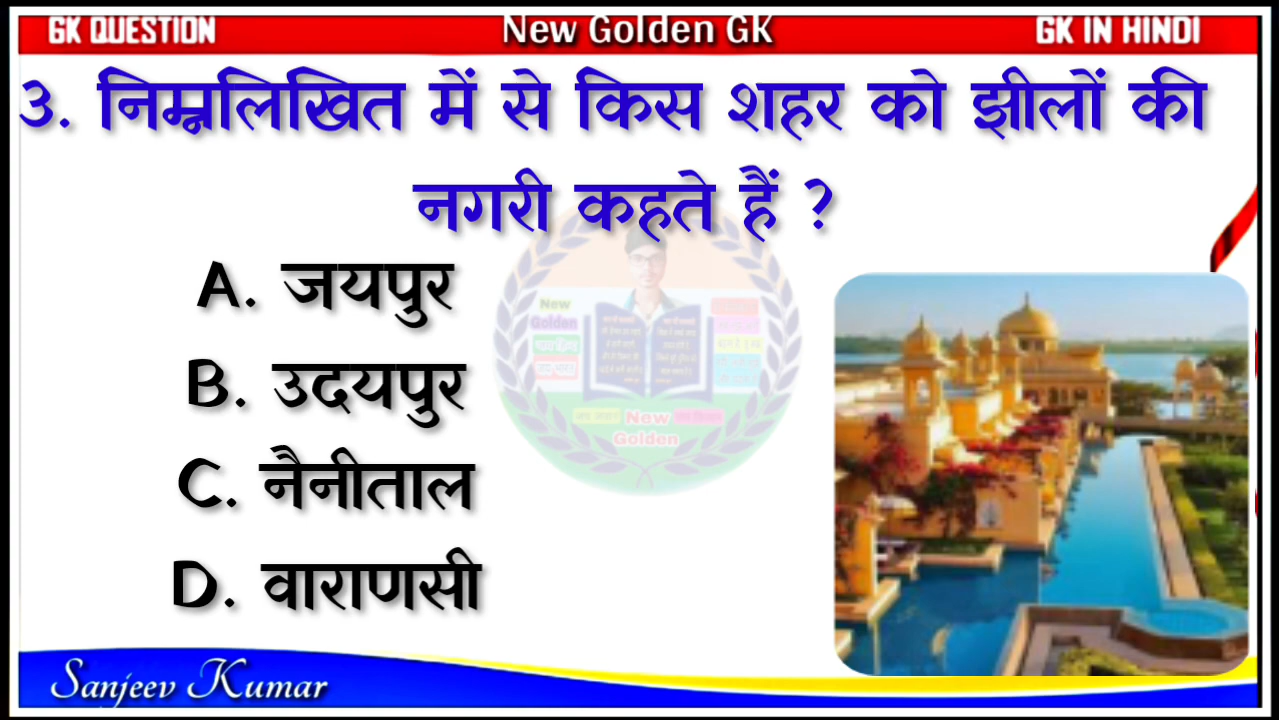 GK QUESTION
New Golden GK
GK IN HINDI
3. निम्नलिखित में से किस शहर को झीलों की
नगरी कहते हैं ?
A. जयपुर
B. उदयपुर
C. नैनीताल
D. वाराणसी
New
Golden
New
Golden
Sanjeev Kumar